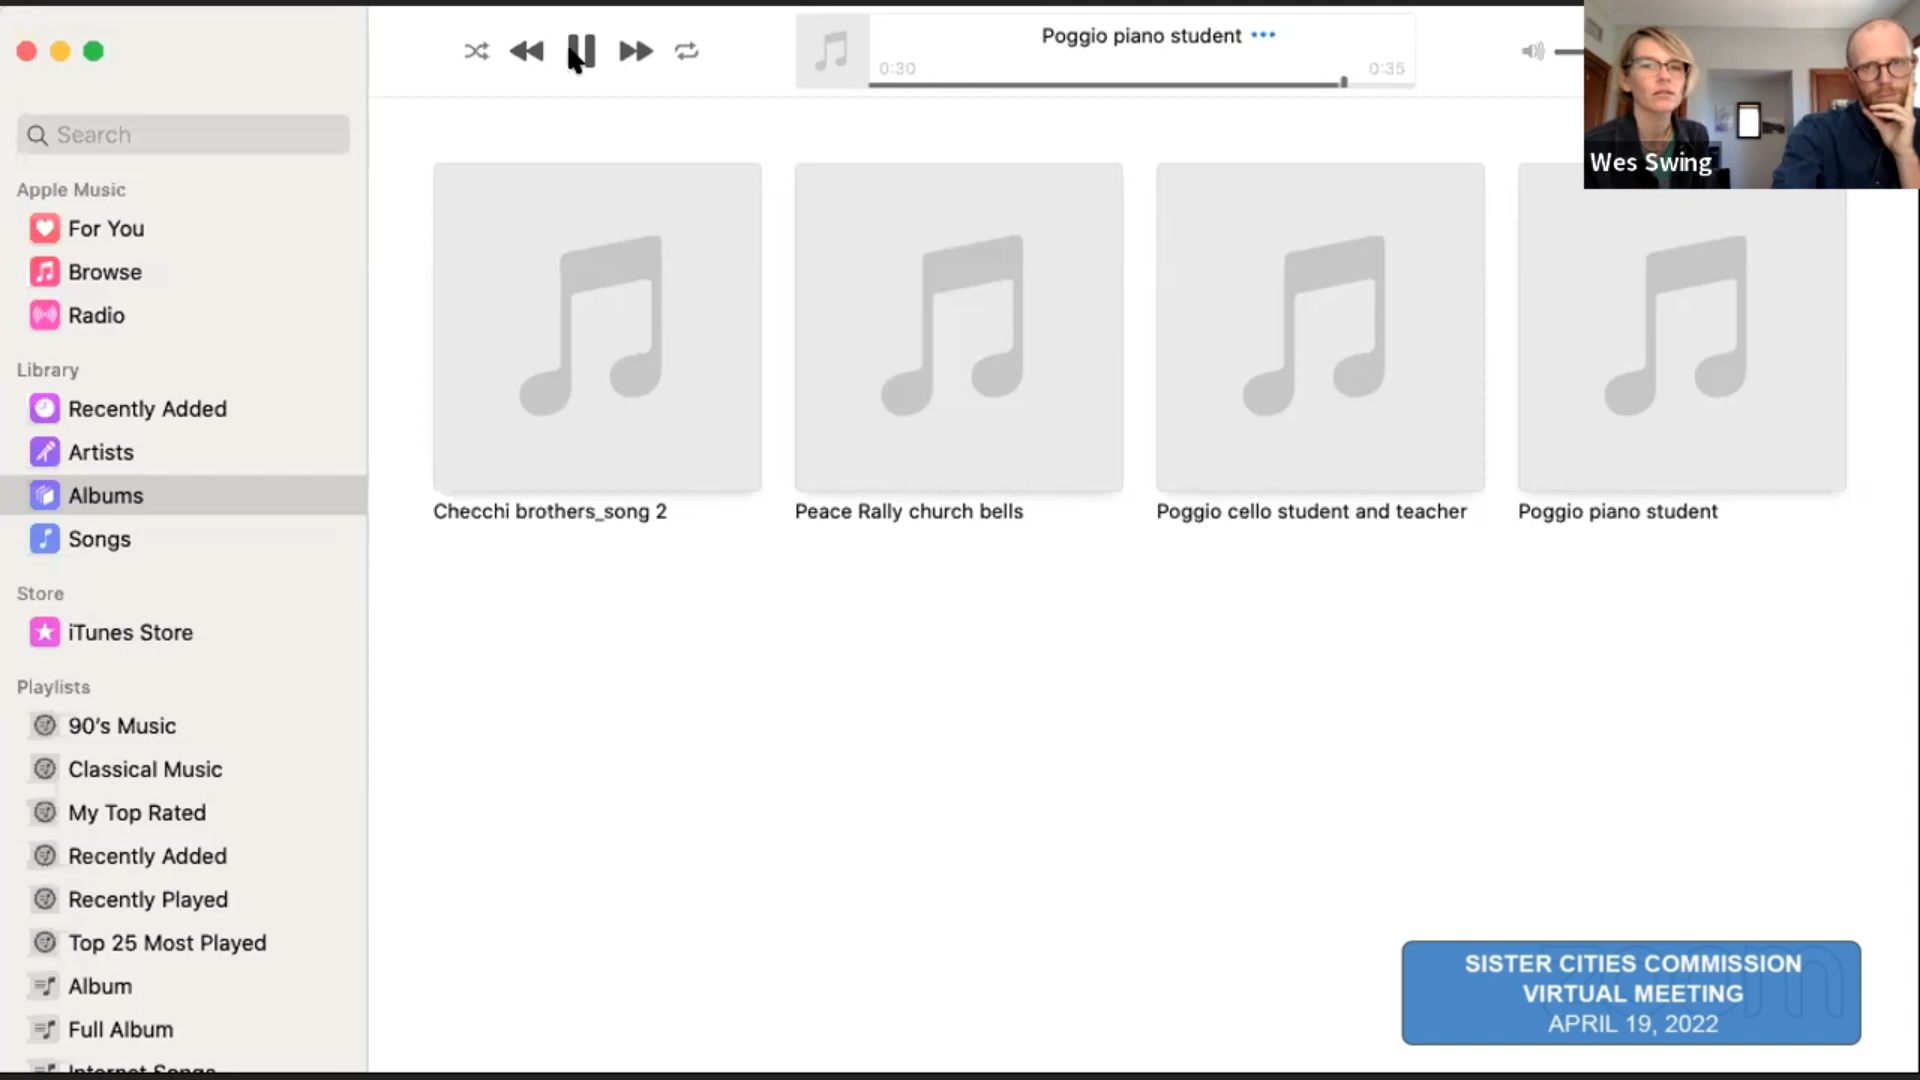 Poggio piano student
0:30
0:35
Wes Swing
Search
Apple Music
For You
Browse
Radio
Library
Recently Added
Artists
Albums
Songs
Store
iTunes Store
Playlists
90's Music
Classical Music
My Top Rated
Recently Added
Recently Played
Top 25 Most Played
Album
Full Album
Internet Songs
Checchi brothers_song 2
Peace Rally church bells
Poggio cello student and teacher
Poggio piano student
SISTER CITIES COMMISSION
VIRTUAL MEETING
APRIL 19, 2022
zoom